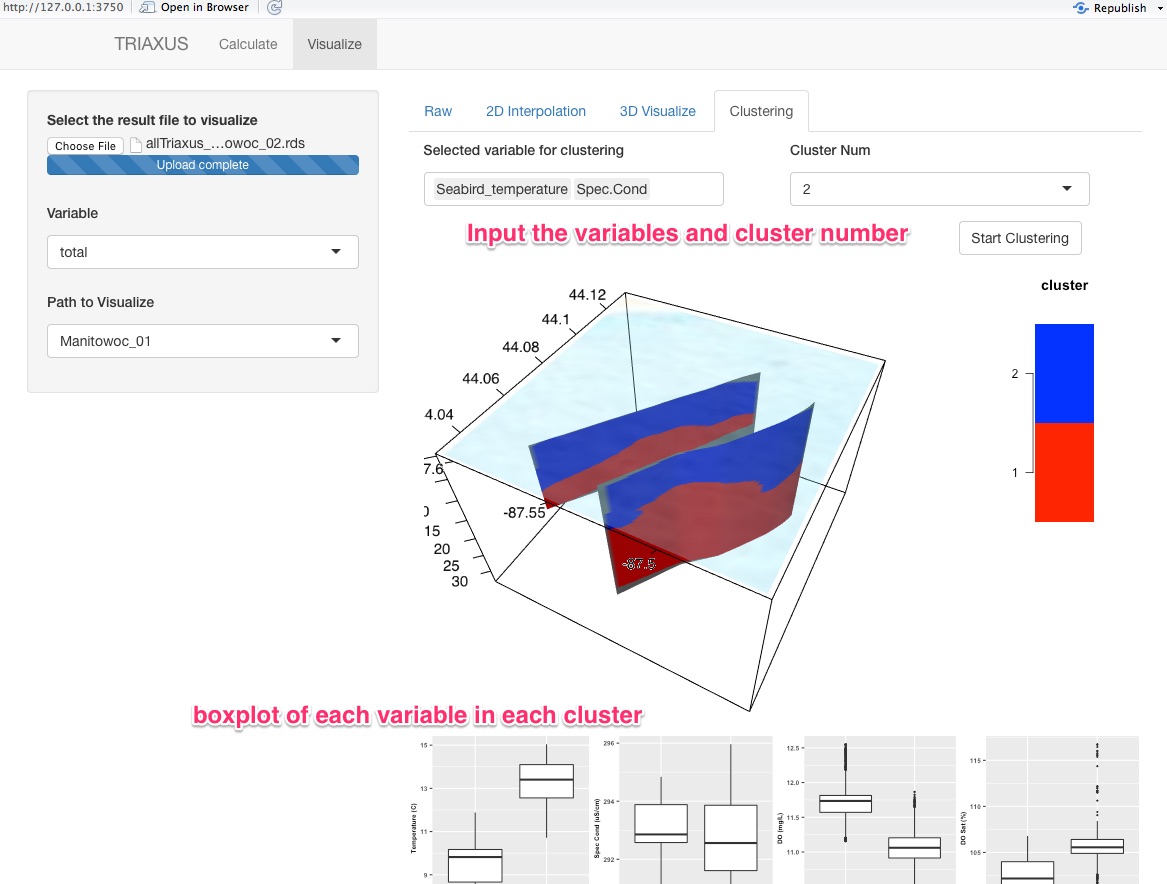 http://127.0.0.1:3750 Open in Browser Republish
TRIAXUS Calculate Visualize
Select the result file to visualize
Choose File allTriaxus_...owoc_02.rds
Upload complete
Variable
total
Path to Visualize
Manitowoc_01
Raw 2D Interpolation 3D Visualize Clustering
Selected variable for clustering Cluster Num
Seabird_temperature Spec.Cond 2
Input the variables and cluster number
Start Clustering
cluster
2
1
44.12
44.1
44.08
44.06
4.04
7.6
-87.55
-87.5
0
15
20
25
30
boxplot of each variable in each cluster
Temperature (C)
15
13
11
9
Spec Cond (uS/cm)
296
294
292
DO (mg/L)
12.5
12.0
11.5
11.0
DO Sat (%)
115
110
105